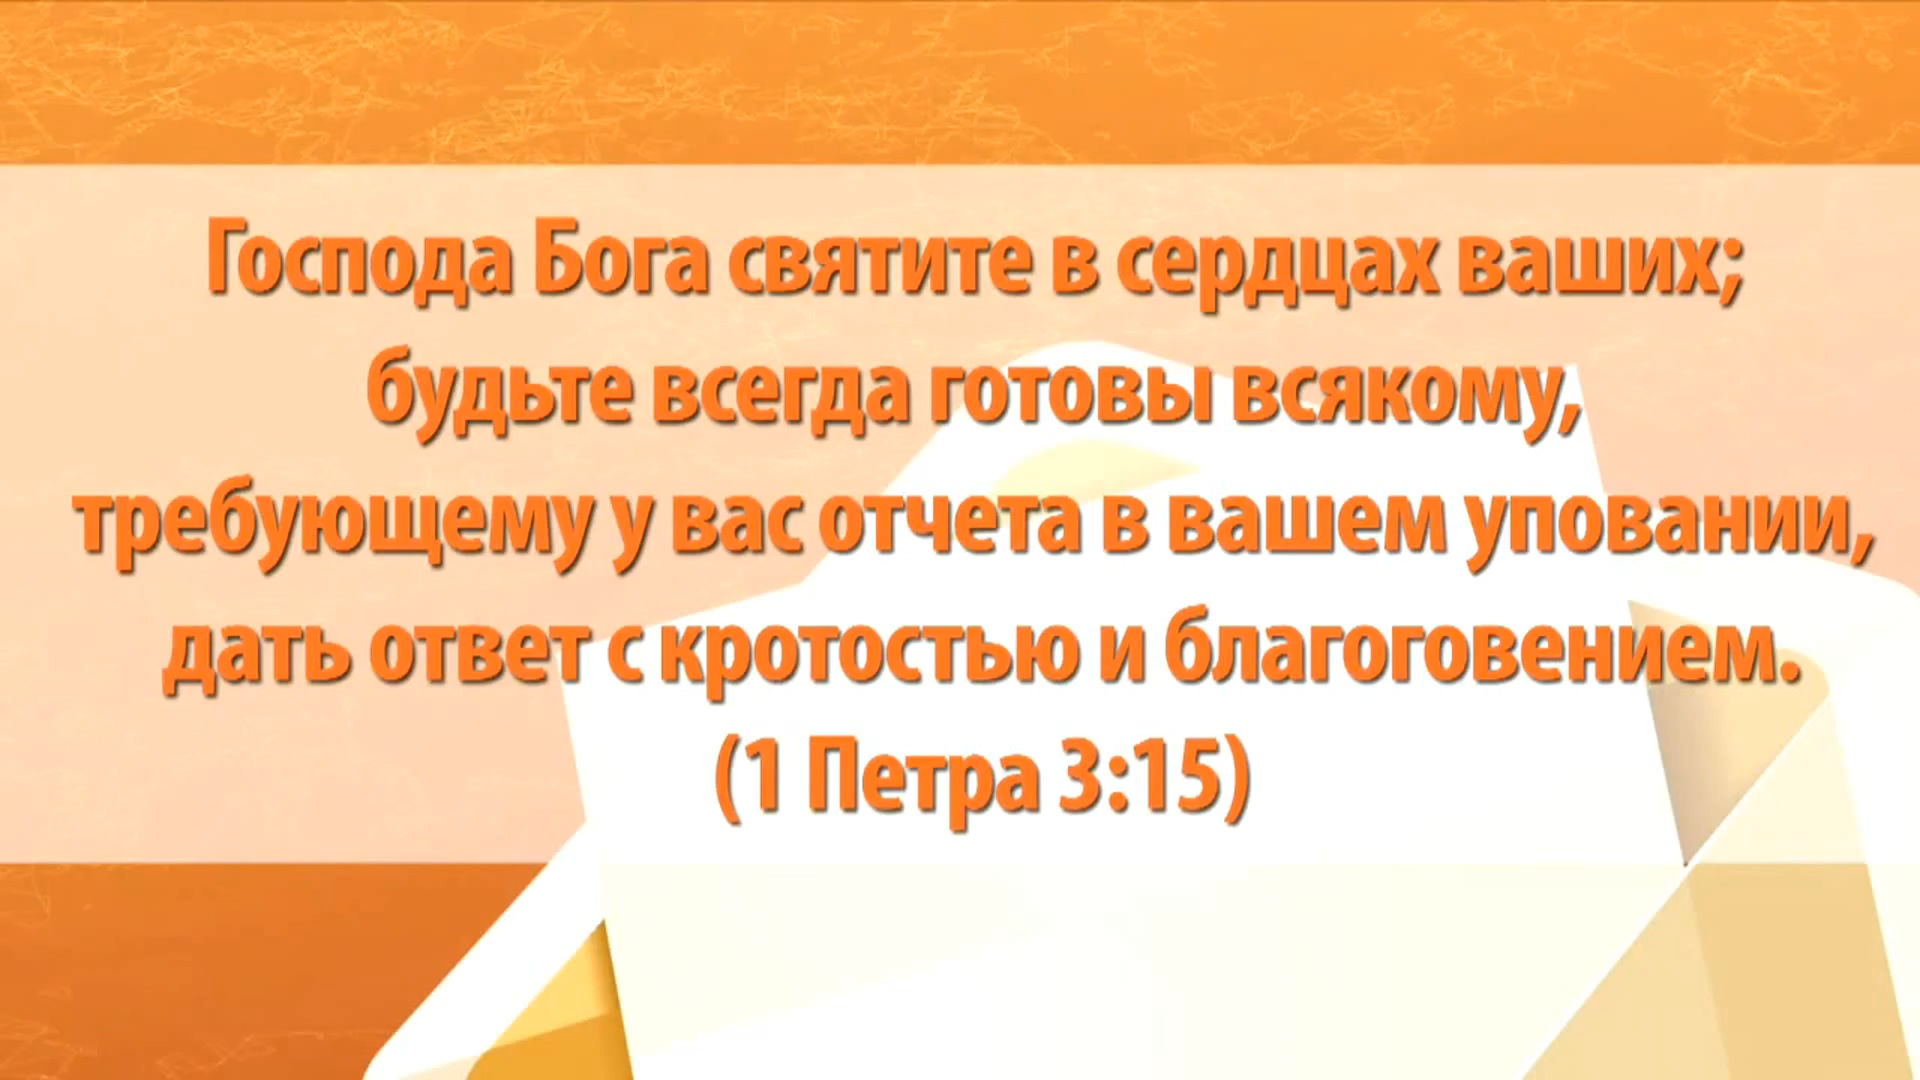 Господа Бога святите в сердцах ваших;
будьте всегда готовы всякому,
требующему у вас отчета в вашем уповании,
дать ответ с кротостью и благоговением.
(1 Петра 3:15)